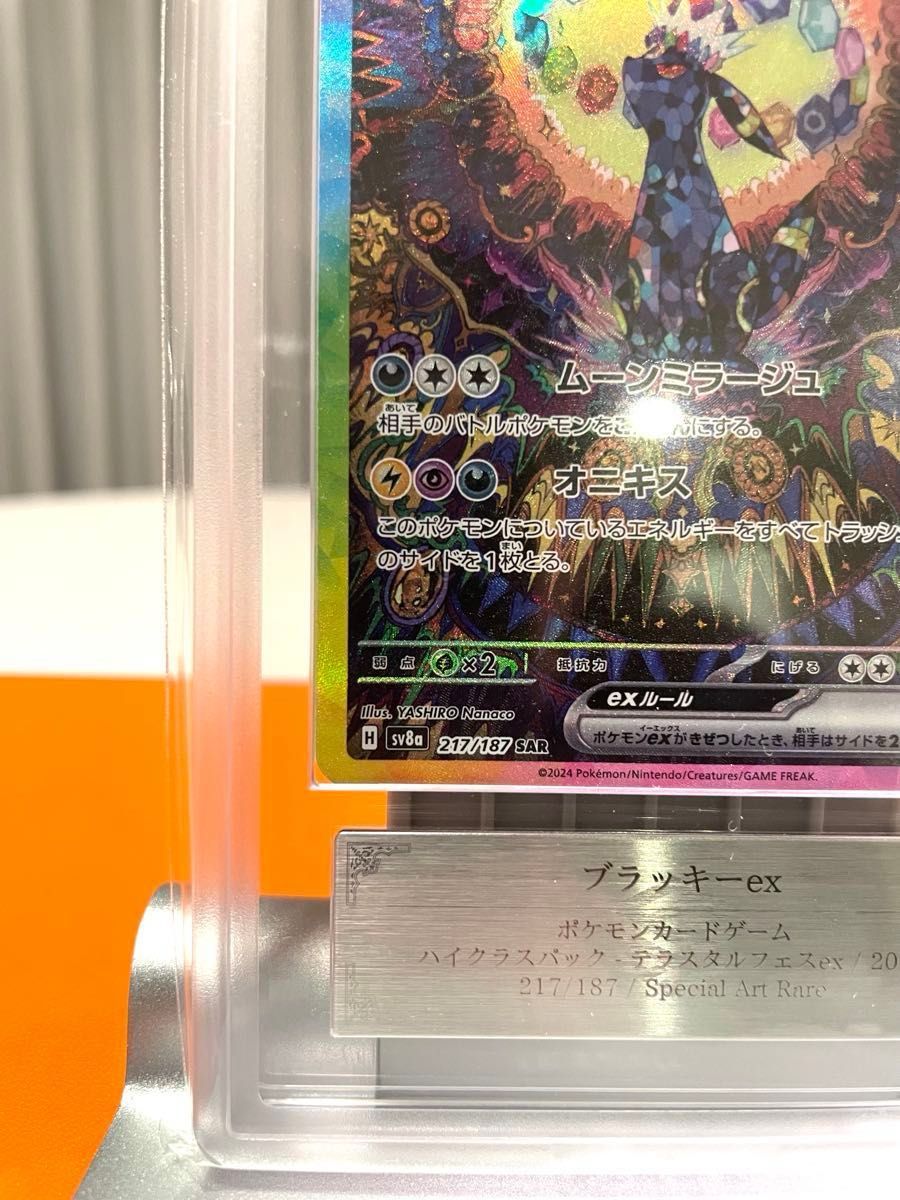 ムーンミラージュ
相手のバトルポケモンをこ んにする。
オニキス
このポケモンについているエネルギーをすべてトラッシュ
のサイドを1枚とる。
弱点 ×2 抵抗力 にげる
Illus. YASHIRO Nanaco
exルール
H sv8a 217/187 SAR
ポケモンexがきぜつしたとき、相手はサイドを2
©2024 Pokémon/Nintendo/Creatures/GAME FREAK.
ブラッキーex
ポケモンカードゲーム
ハイクラスパック - テラスタルフェスex / 20
217/187 / Special Art Rare